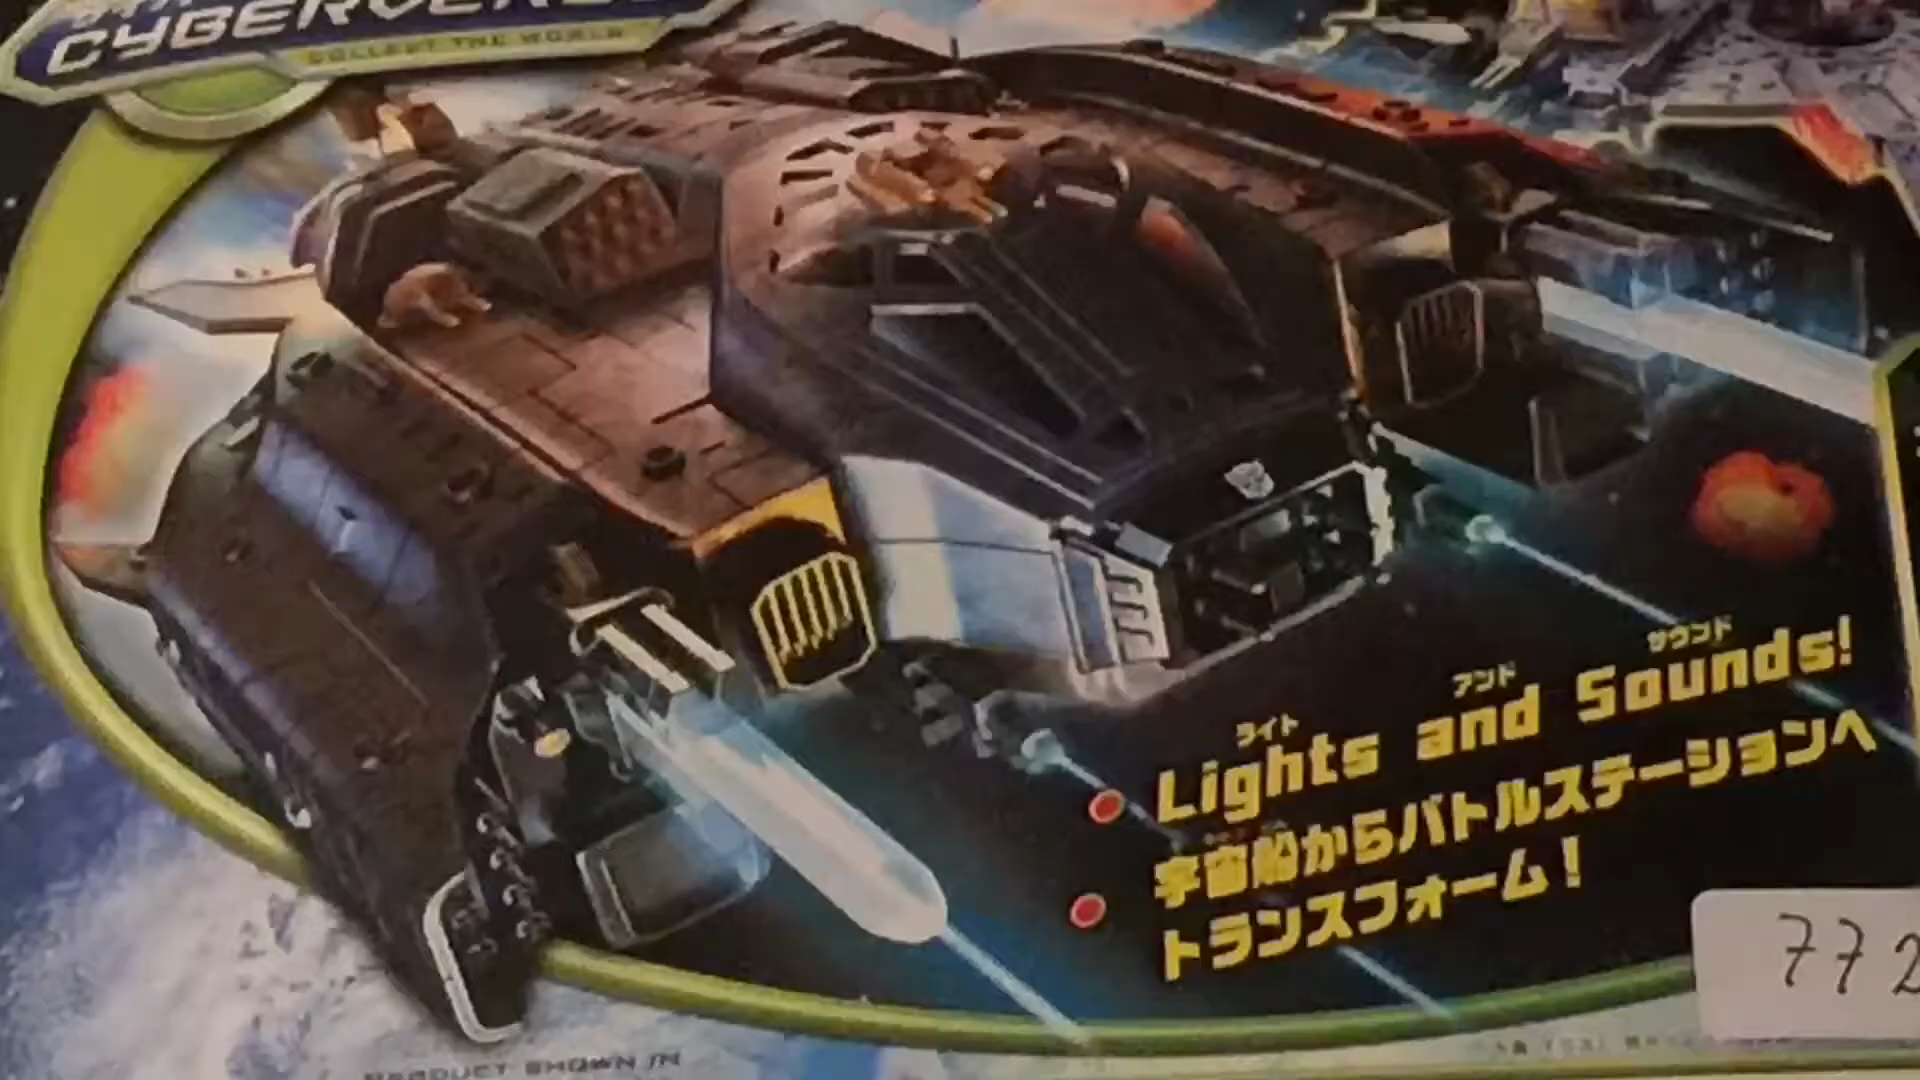 CYBERVERSE
COLLECT THE WORLD
ライト アンド サウンド
Lights and Sounds!
宇宙船からバトルステーションへ
トランスフォーム！
772
PRODUCT SHOWN IN